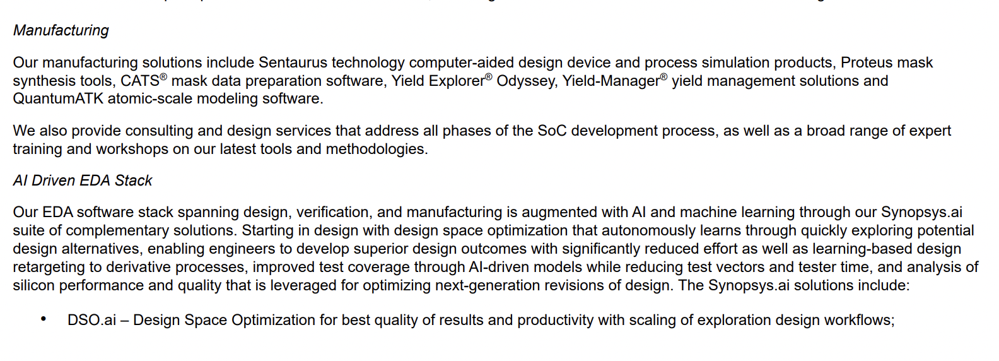 Manufacturing
Our manufacturing solutions include Sentaurus technology computer-aided design device and process simulation products, Proteus mask
synthesis tools, CATS® mask data preparation software, Yield Explorer® Odyssey, Yield-Manager® yield management solutions and
QuantumATK atomic-scale modeling software.
We also provide consulting and design services that address all phases of the SoC development process, as well as a broad range of expert
training and workshops on our latest tools and methodologies.
AI Driven EDA Stack
Our EDA software stack spanning design, verification, and manufacturing is augmented with AI and machine learning through our Synopsys.ai
suite of complementary solutions. Starting in design with design space optimization that autonomously learns through quickly exploring potential
design alternatives, enabling engineers to develop superior design outcomes with significantly reduced effort as well as learning-based design
retargeting to derivative processes, improved test coverage through AI-driven models while reducing test vectors and tester time, and analysis of
silicon performance and quality that is leveraged for optimizing next-generation revisions of design. The Synopsys.ai solutions include:
• DSO.ai – Design Space Optimization for best quality of results and productivity with scaling of exploration design workflows;